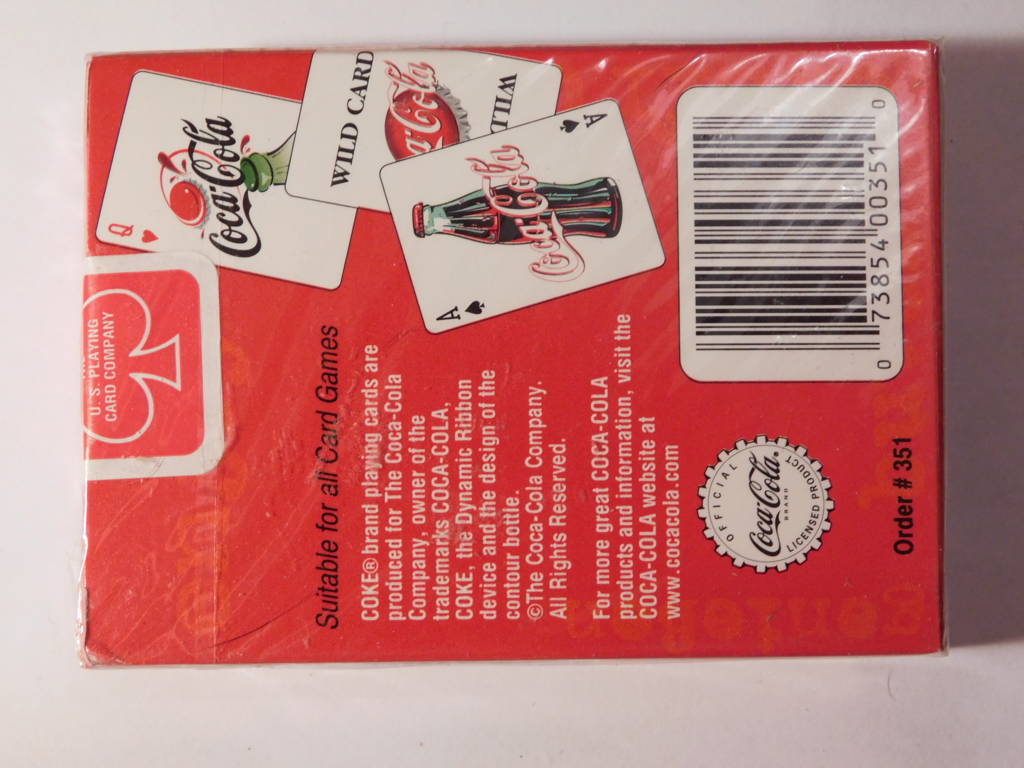 U. S. PLAYING
CARD COMPANY
Q
Coca-Cola
WILD CARD
a-Cola
WILD
A
Coca-Cola
A
Suitable for all Card Games
COKE® brand playing cards are
produced for The Coca-Cola
Company, owner of the
trademarks COCA-COLA,
COKE, the Dynamic Ribbon
device and the design of the
contour bottle.
©The Coca-Cola Company.
All Rights Reserved.
For more great COCA-COLA
products and information, visit the
COCA-COLA website at
www.cocacola.com
OFFICIAL
Coca-Cola®
BRAND
LICENSED PRODUCT
Order # 351
0 73854 00351 0